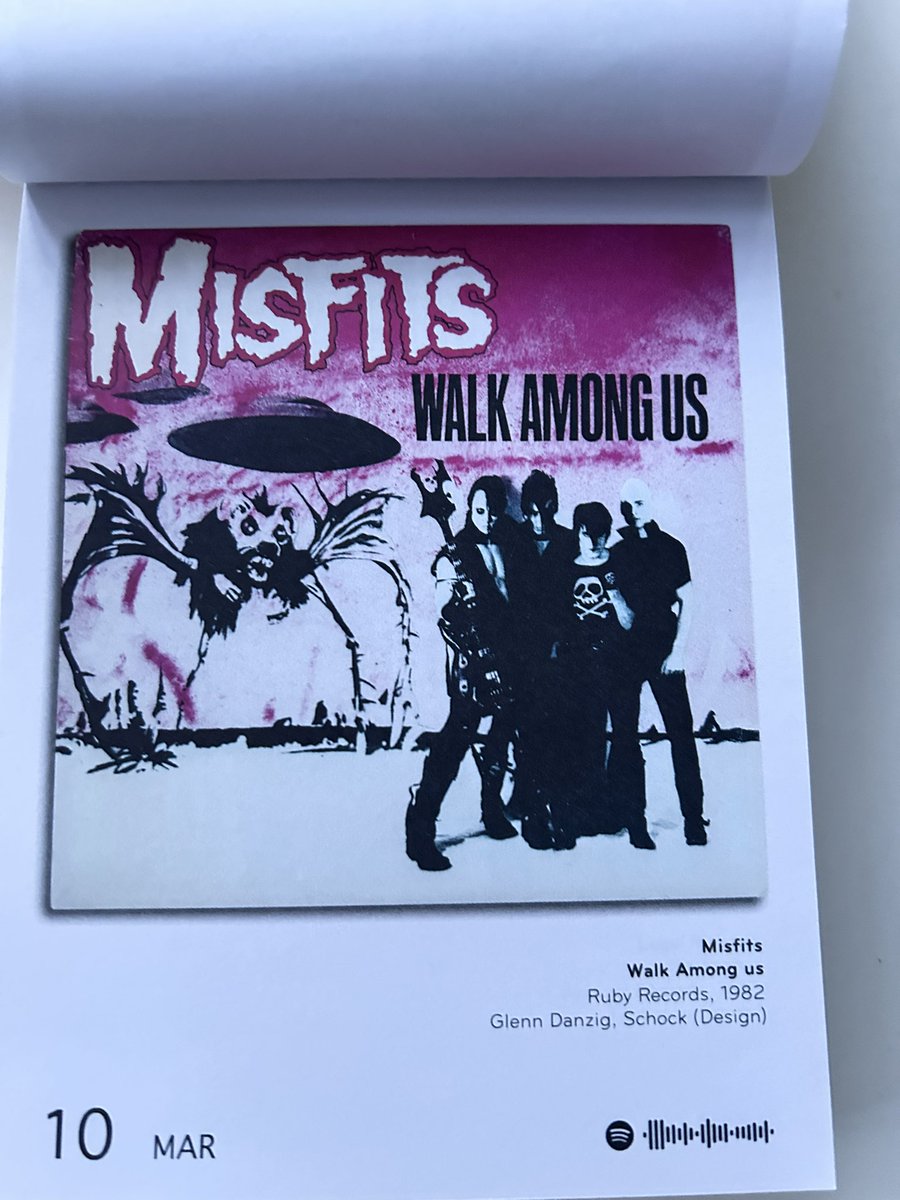 MISFITS
WALK AMONG US
Misfits
Walk Among us
Ruby Records, 1982
Glenn Danzig, Schock (Design)
10 MAR